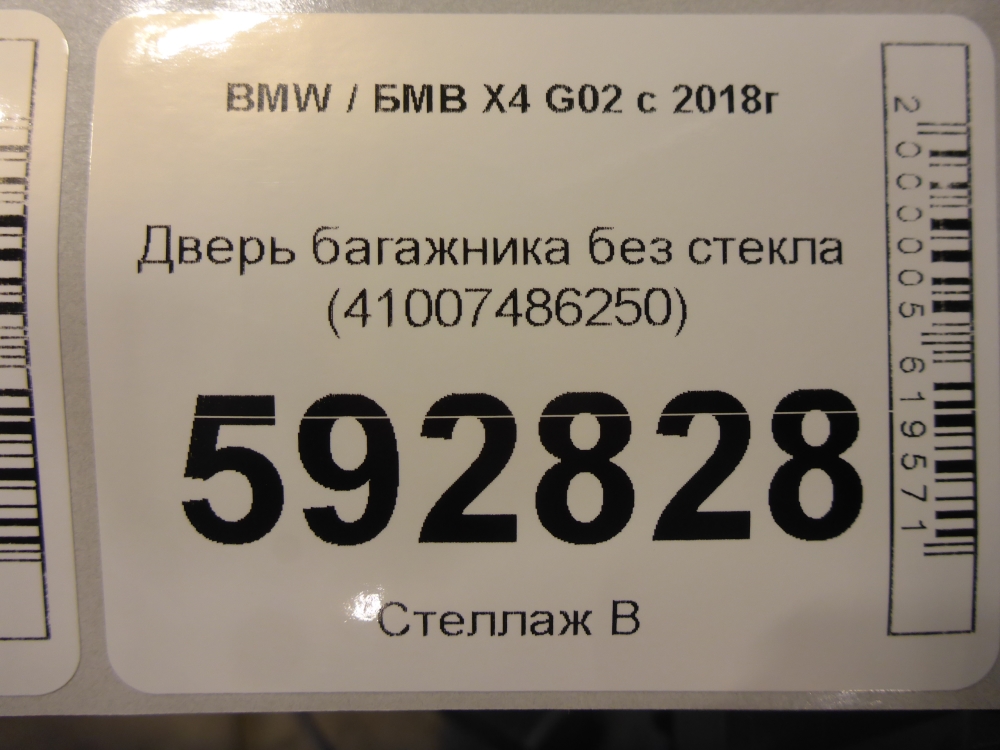 BMW / БМВ X4 G02 с 2018г
Дверь багажника без стекла
(41007486250)
592828
Стеллаж В
2000005619571